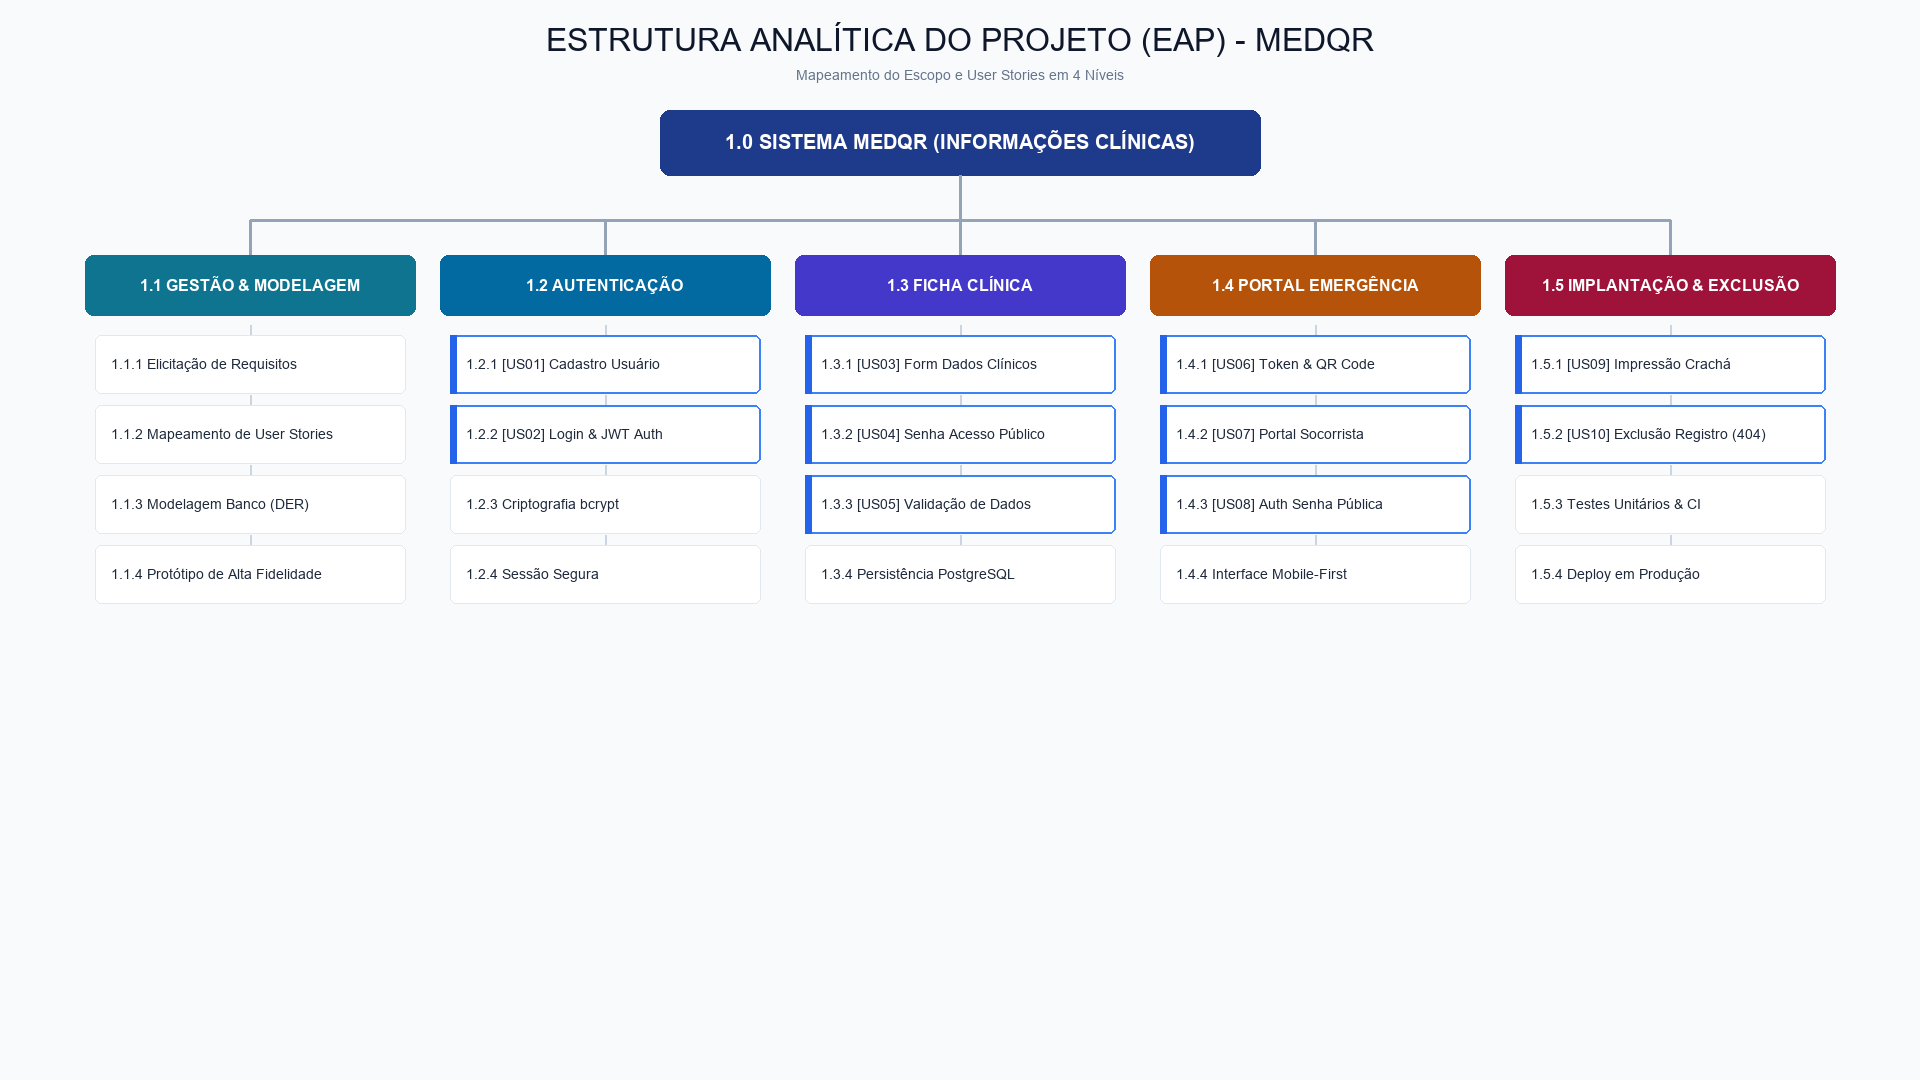 ESTRUTURA ANALÍTICA DO PROJETO (EAP) - MEDQR
Mapeamento do Escopo e User Stories em 4 Níveis
1.0 SISTEMA MEDQR (INFORMAÇÕES CLÍNICAS)
1.1 GESTÃO & MODELAGEM
1.1.1 Elicitação de Requisitos
1.1.2 Mapeamento de User Stories
1.1.3 Modelagem Banco (DER)
1.1.4 Protótipo de Alta Fidelidade
1.2 AUTENTICAÇÃO
1.2.1 [US01] Cadastro Usuário
1.2.2 [US02] Login & JWT Auth
1.2.3 Criptografia bcrypt
1.2.4 Sessão Segura
1.3 FICHA CLÍNICA
1.3.1 [US03] Form Dados Clínicos
1.3.2 [US04] Senha Acesso Público
1.3.3 [US05] Validação de Dados
1.3.4 Persistência PostgreSQL
1.4 PORTAL EMERGÊNCIA
1.4.1 [US06] Token & QR Code
1.4.2 [US07] Portal Socorrista
1.4.3 [US08] Auth Senha Pública
1.4.4 Interface Mobile-First
1.5 IMPLANTAÇÃO & EXCLUSÃO
1.5.1 [US09] Impressão Crachá
1.5.2 [US10] Exclusão Registro (404)
1.5.3 Testes Unitários & CI
1.5.4 Deploy em Produção